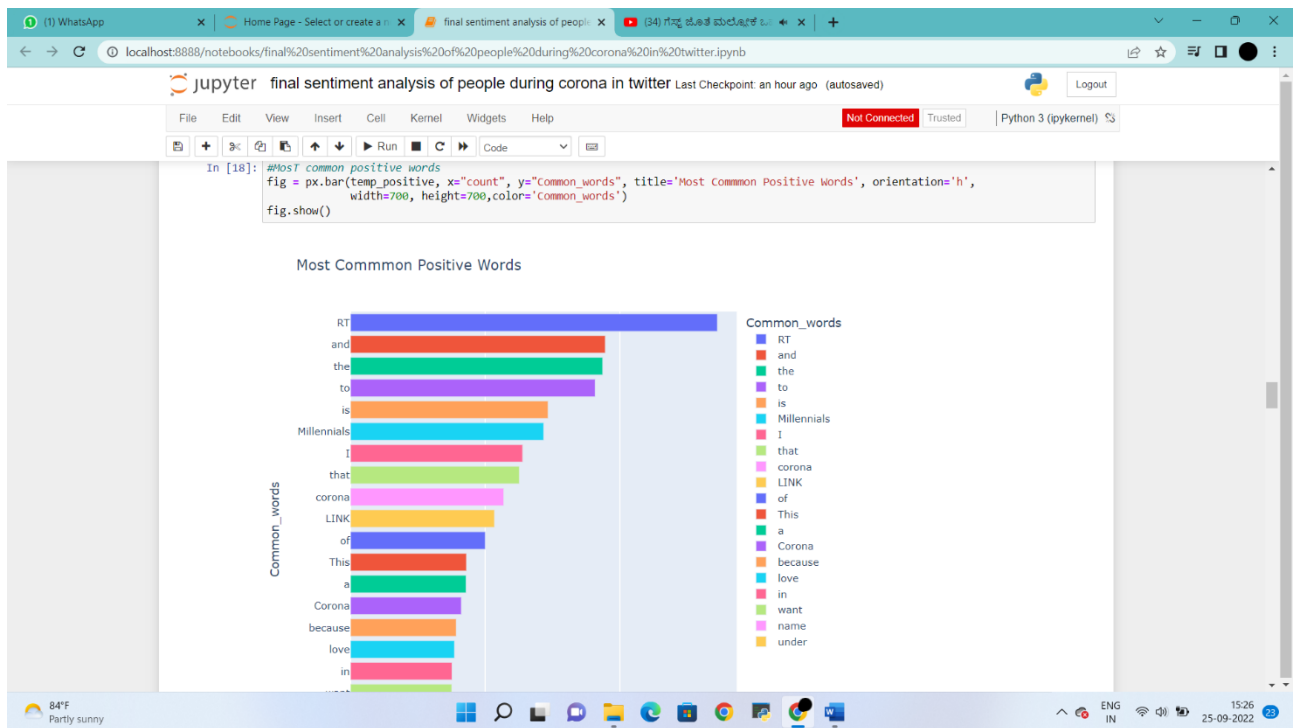 (1) WhatsApp
Home Page - Select or create a n
final sentiment analysis of people
(34) ಗೆಸ್ಟ್ ಜೊತೆ
localhost:8888/notebooks/final%20sentiment%20analysis%20of%20people%20during%20corona%20in%20twitter.ipynb
jupyter final sentiment analysis of people during corona in twitter Last Checkpoint: an hour ago (autosaved)
Logout
File Edit View Insert Cell Kernel Widgets Help
Not Connected Trusted Python 3 (ipykernel)
Run Code
In [18]: #MosT common positive words
fig = px.bar(temp_positive, x="count", y="Common_words", title='Most Commmon Positive Words', orientation='h',
width=700, height=700,color='Common_words')
fig.show()
Most Commmon Positive Words
RT
and
the
to
is
Millennials
I
that
corona
LINK
of
This
a
Corona
because
love
in
want
Common_words
Common_words
RT
and
the
to
is
Millennials
I
that
corona
LINK
of
This
a
Corona
because
love
in
want
name
under
84°F
Partly sunny
ENG
IN
15:26
25-09-2022
23